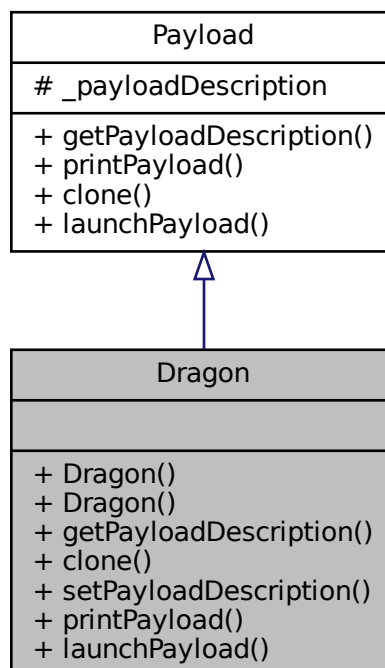 Payload
# _payloadDescription
+ getPayloadDescription()
+ printPayload()
+ clone()
+ launchPayload()
Dragon
+ Dragon()
+ Dragon()
+ getPayloadDescription()
+ clone()
+ setPayloadDescription()
+ printPayload()
+ launchPayload()